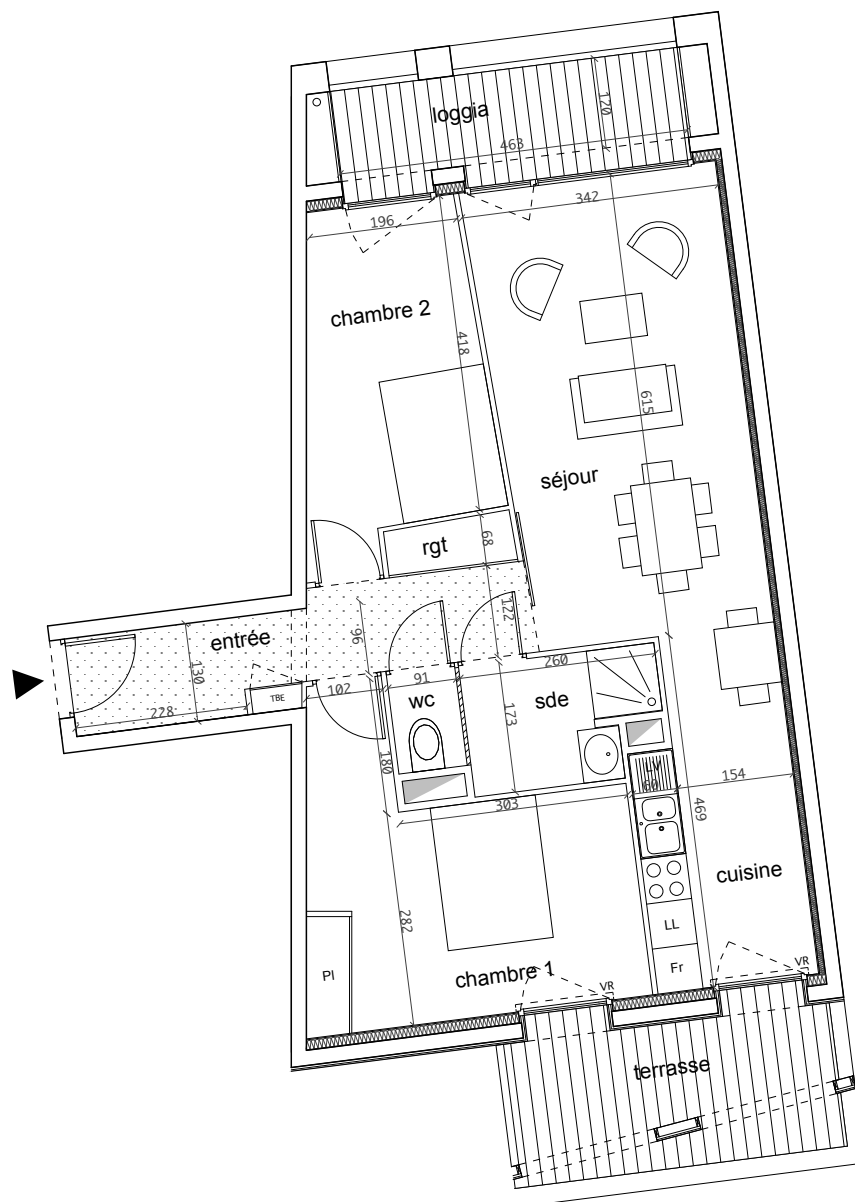 loggia
120
463
196
342
chambre 2
418
615
séjour
rgt
68
122
96
entrée
130
228
TBE
102
91
260
wc
sde
173
180
LV
60
154
303
469
cuisine
282
LL
Fr
PI
chambre 1
VR
VR
terrasse